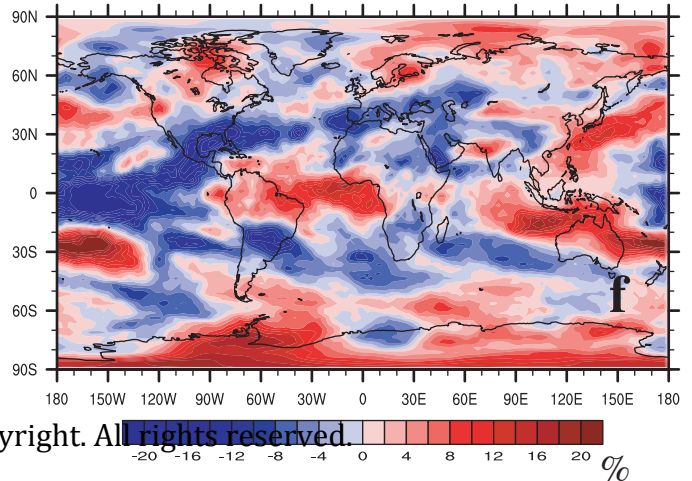 90N
60N
30N
0
30S
60S
90S
f
180 150W 120W 90W 60W 30W 0 30E 60E 90E 120E 150E 180
yright. All rights reserved.
-20 -16 -12 -8 -4 0 4 8 12 16 20
%